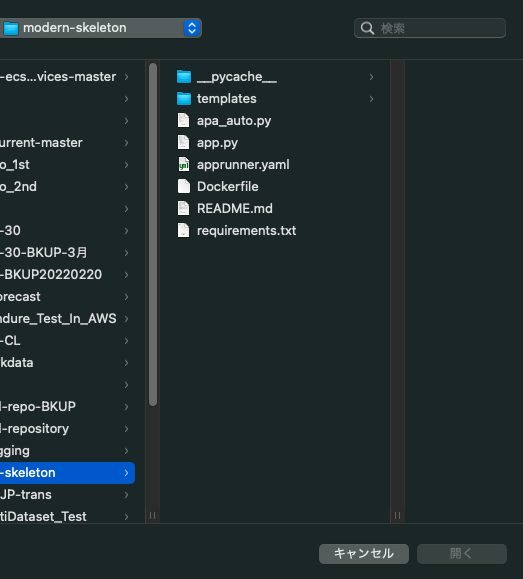 modern-skeleton
検索
-ecs...vices-master
urrent-master
o_1st
o_2nd
-30
-30-BKUP-3月
-BKUP20220220
orecast
ndure_Test_In_AWS
-CL
kdata
l-repo-BKUP
l-repository
gging
-skeleton
JP-trans
tiDataset_Test
__pycache__
templates
apa_auto.py
app.py
apprunner.yaml
Dockerfile
README.md
requirements.txt
キャンセル
開く